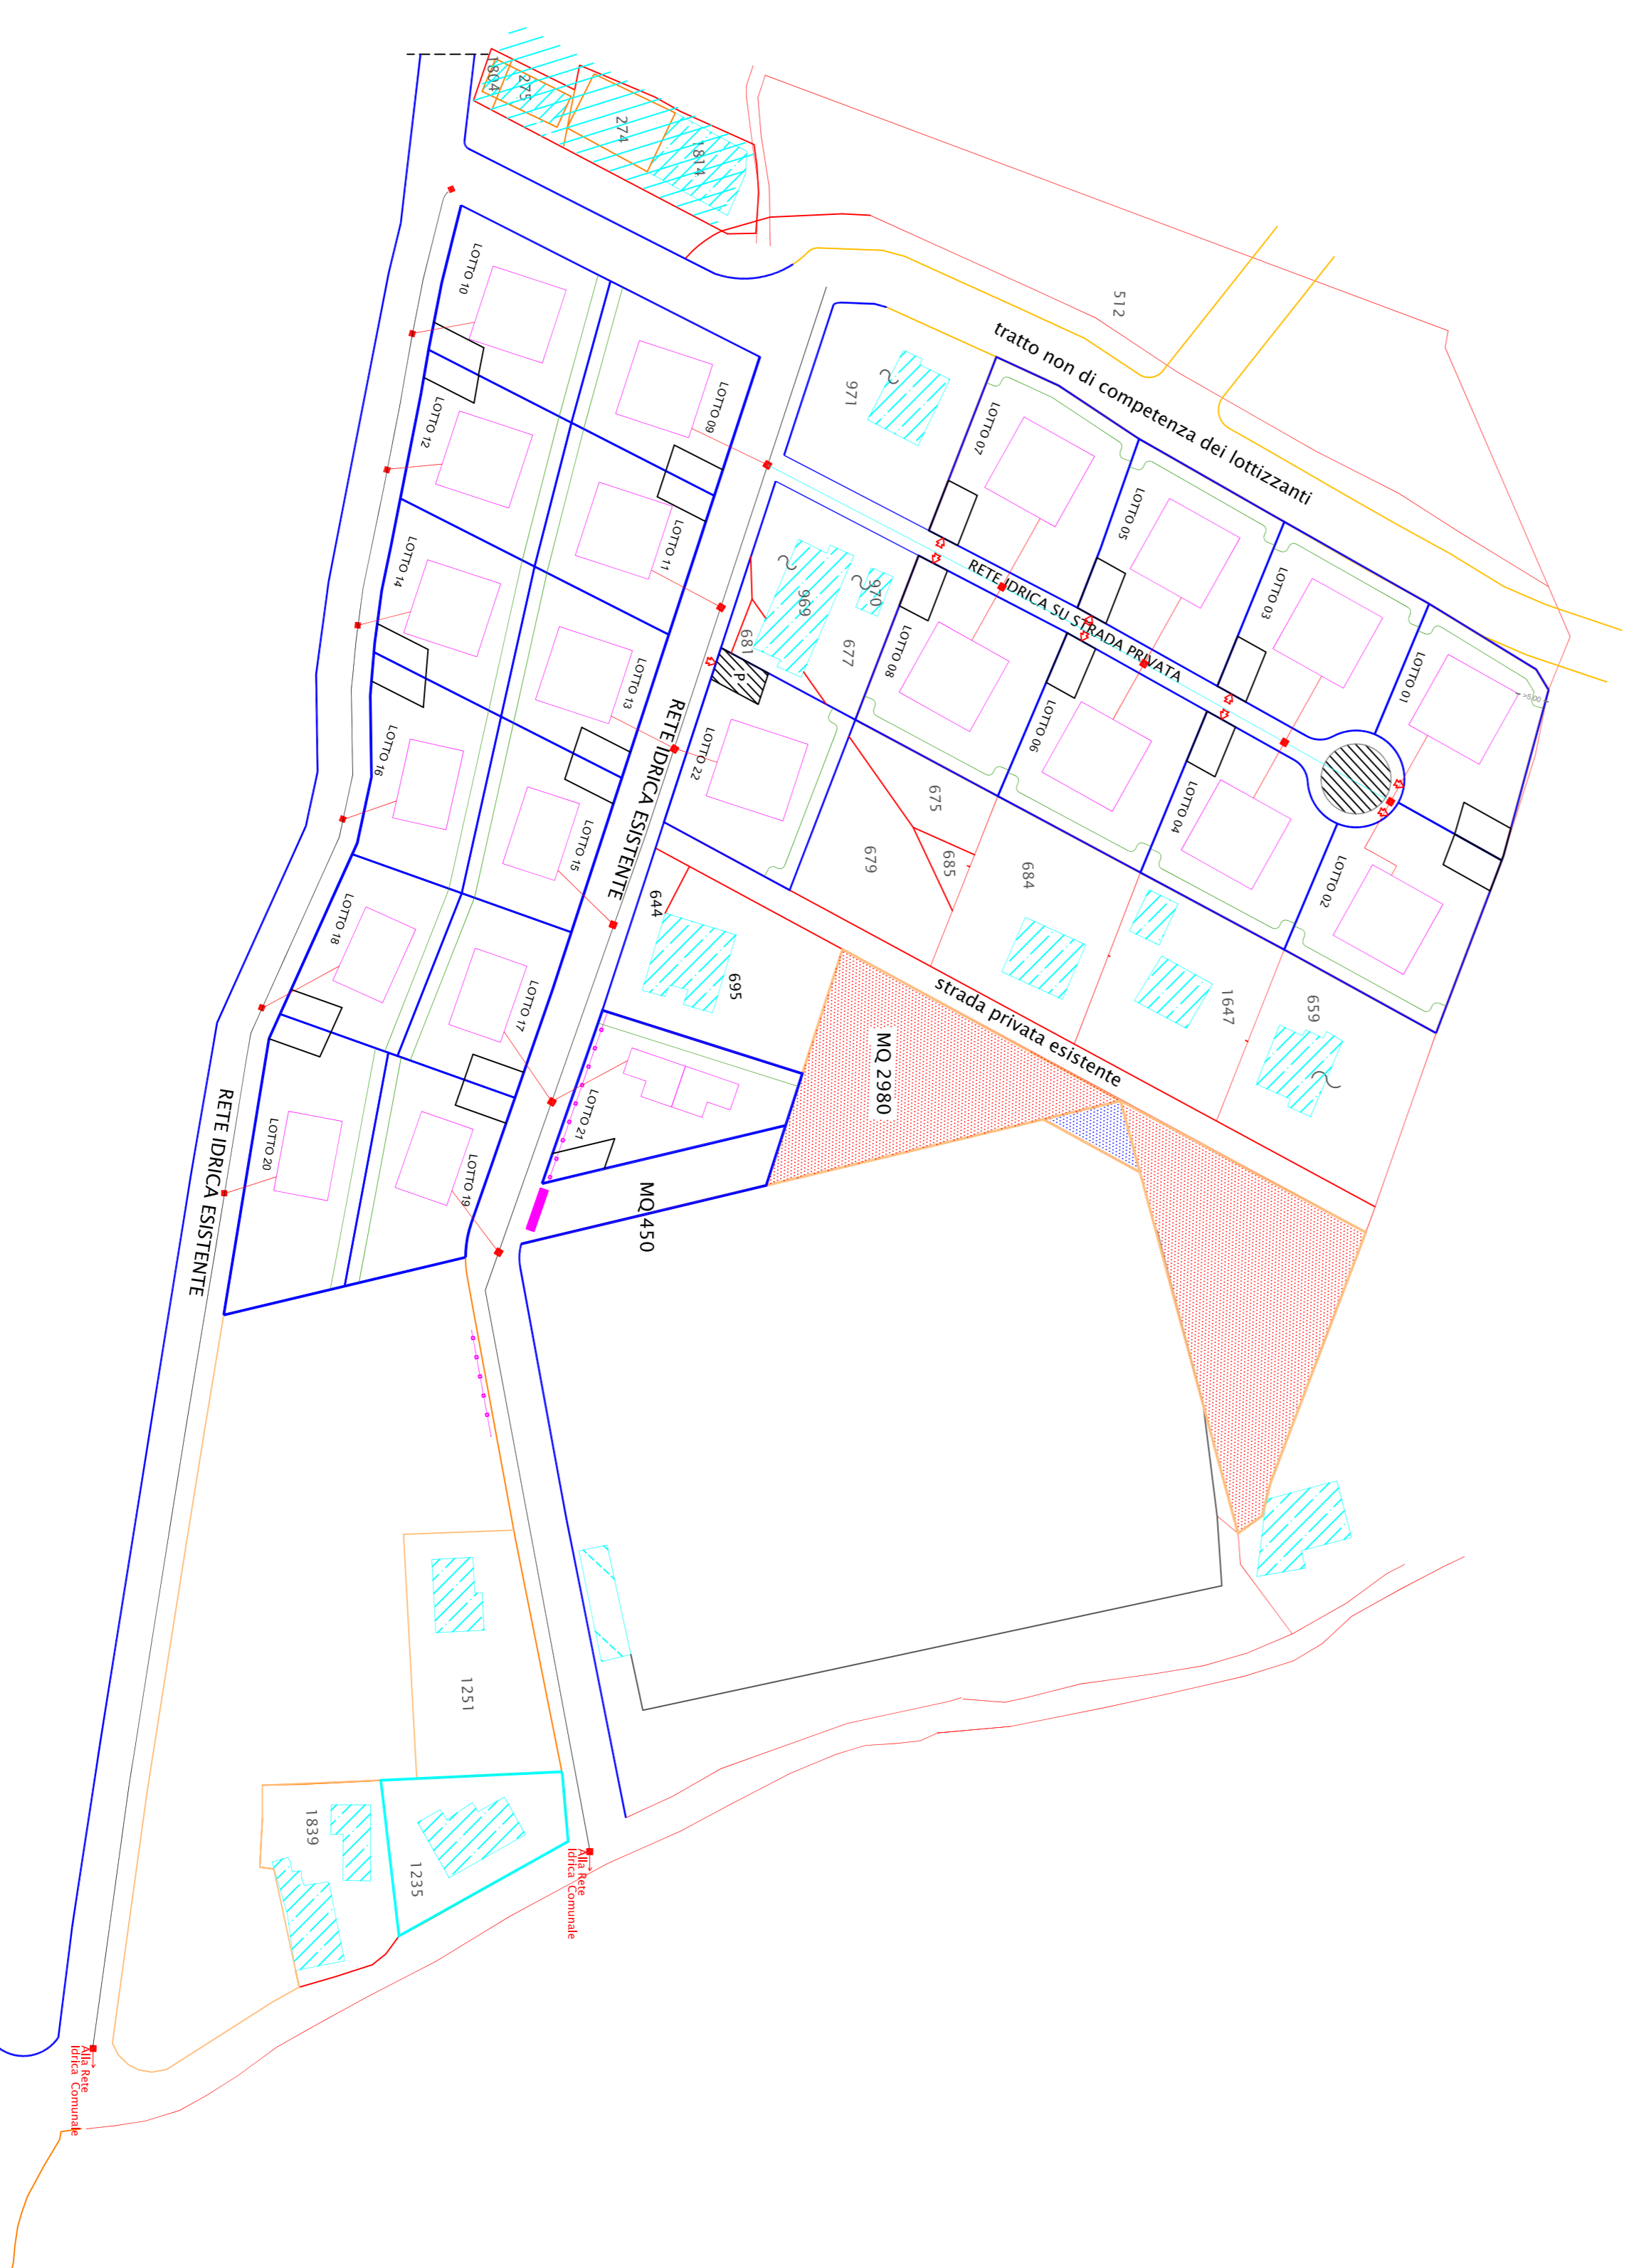 1804
275
274
1814
512
tratto non di competenza dei lottizzanti
LOTTO 10
LOTTO 09
971
LOTTO 07
LOTTO 05
LOTTO 03
LOTTO 01
>5.00
LOTTO 12
LOTTO 11
969
970
RETE IDRICA SU STRADA PRIVATA
677
681
P
LOTTO 08
LOTTO 06
LOTTO 04
LOTTO 02
LOTTO 14
LOTTO 13
LOTTO 22
RETE IDRICA ESISTENTE
675
679
685
684
LOTTO 16
LOTTO 15
644
695
LOTTO 18
LOTTO 17
strada privata esistente
1647
659
MQ 2980
LOTTO 20
LOTTO 19
LOTTO 21
MQ 450
RETE IDRICA ESISTENTE
1251
1839
1235
Alla Rete
Idrica Comunale
Alla Rete
Idrica Comunale